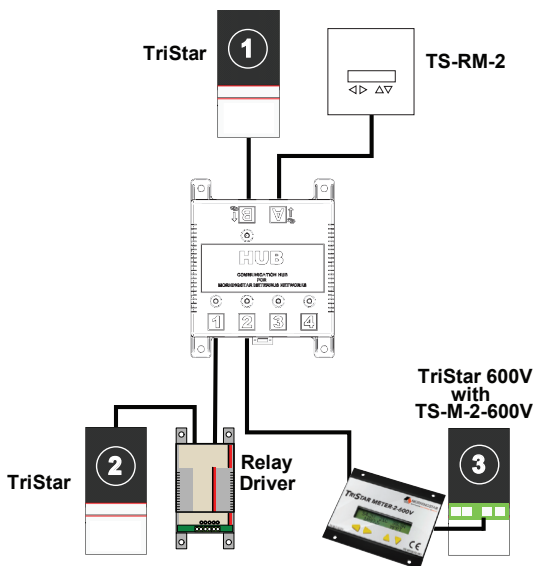 TriStar
1
TS-RM-2
B
A
HUB
COMMUNICATION HUB
FOR
MORNINGSTAR METERBUS NETWORKS
1 2 3 4
TriStar 600V
with
TS-M-2-600V
TriStar
2
Relay
Driver
TRISTAR METER-2-600V
CE
3